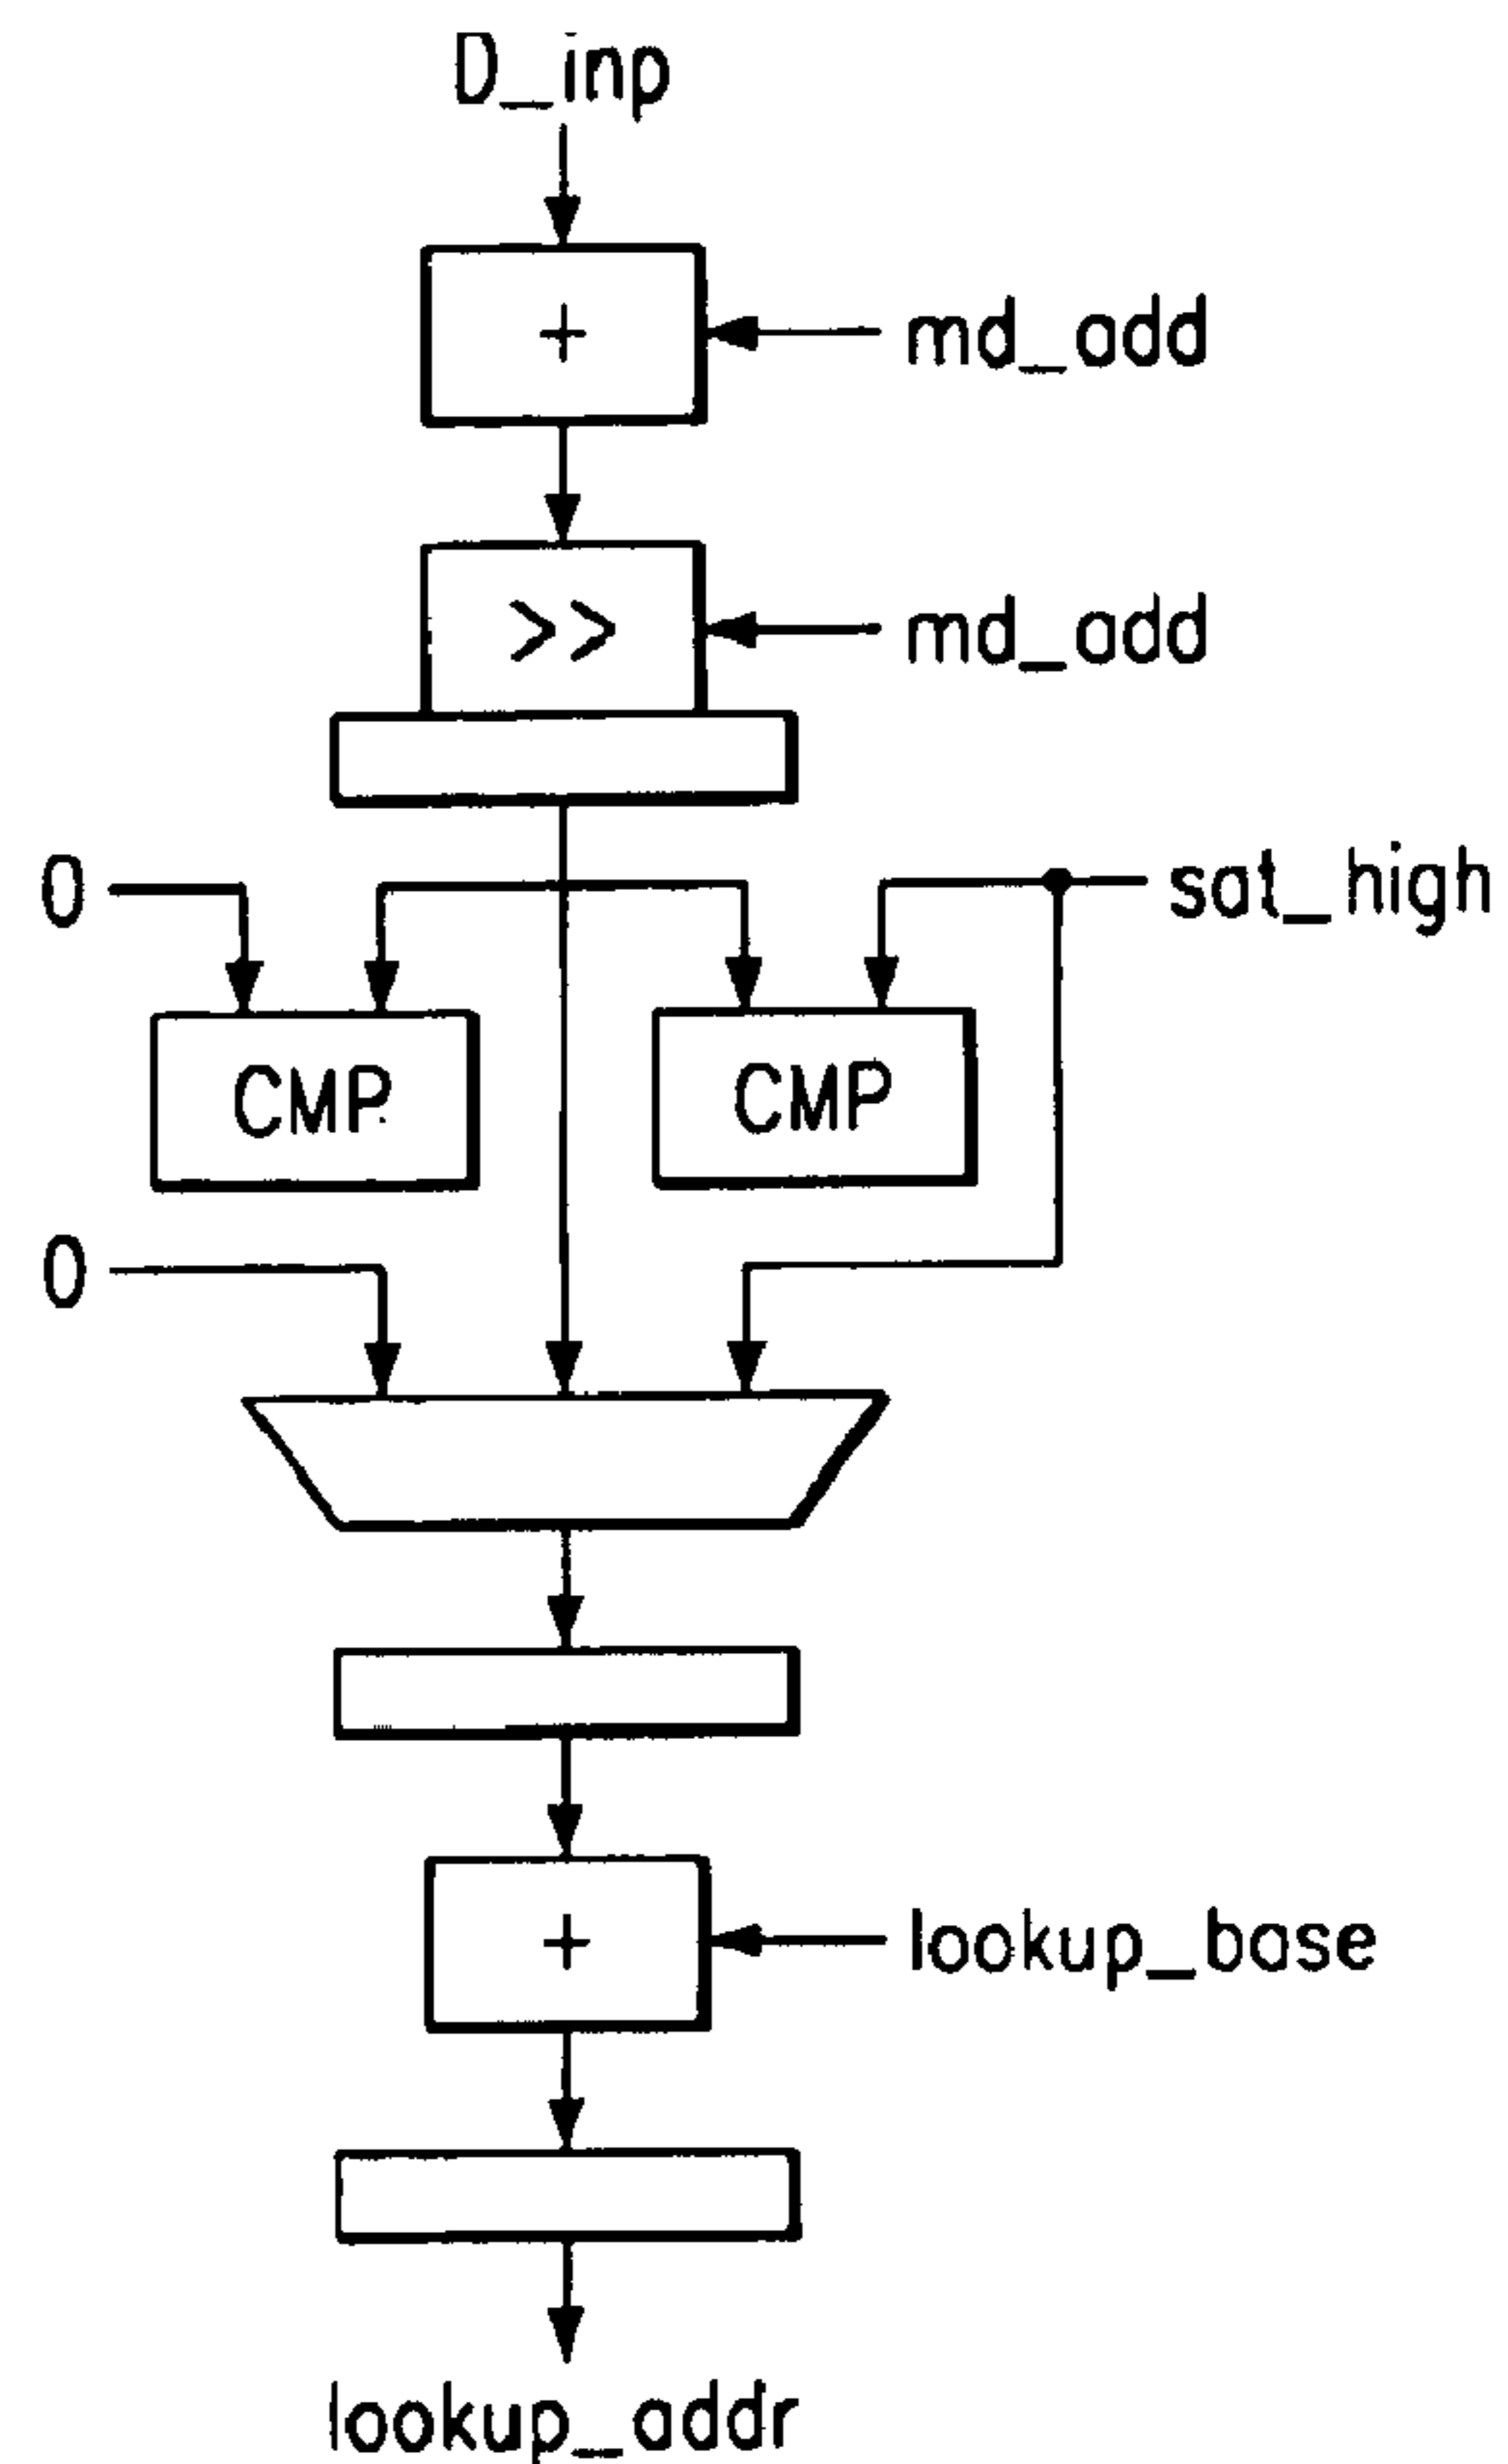 D_inp
+
md_add
>>
md_add
0
sat_high
CMP
CMP
0
+
lookup_base
lookup_addr